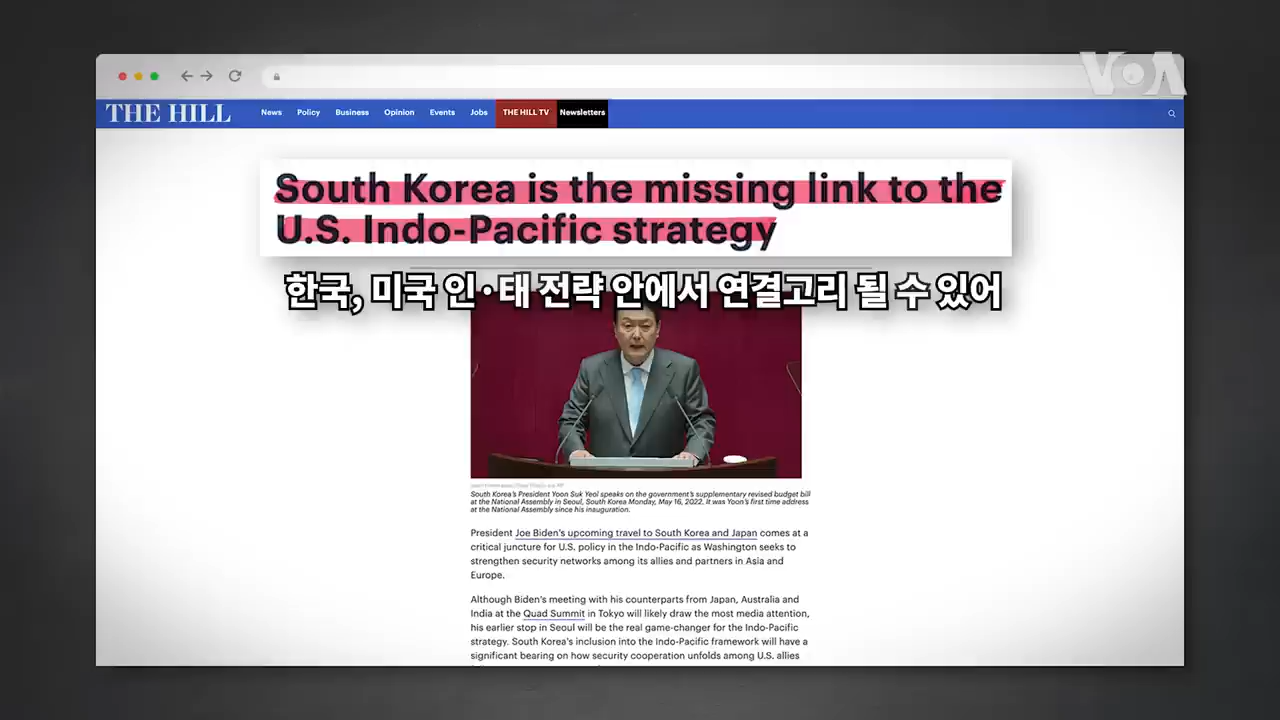 VOA
THE HILL
News Policy Business Opinion Events Jobs THE HILL TV Newsletters
South Korea is the missing link to the
U.S. Indo-Pacific strategy
한국, 미국 인·태 전략 안에서 연결고리 될 수 있어
South Korea's President Yoon Suk Yeol speaks on the government's supplementary revised budget bill
at the National Assembly in Seoul, South Korea Monday, May 16, 2022. It was Yoon's first time address
at the National Assembly since his inauguration.
President Joe Biden's upcoming travel to South Korea and Japan comes at a
critical juncture for U.S. policy in the Indo-Pacific as Washington seeks to
strengthen security networks among its allies and partners in Asia and
Europe.
Although Biden's meeting with his counterparts from Japan, Australia and
India at the Quad Summit in Tokyo will likely draw the most media attention,
his earlier stop in Seoul will be the real game-changer for the Indo-Pacific
strategy. South Korea's inclusion into the Indo-Pacific framework will have a
significant bearing on how security cooperation unfolds among U.S. allies